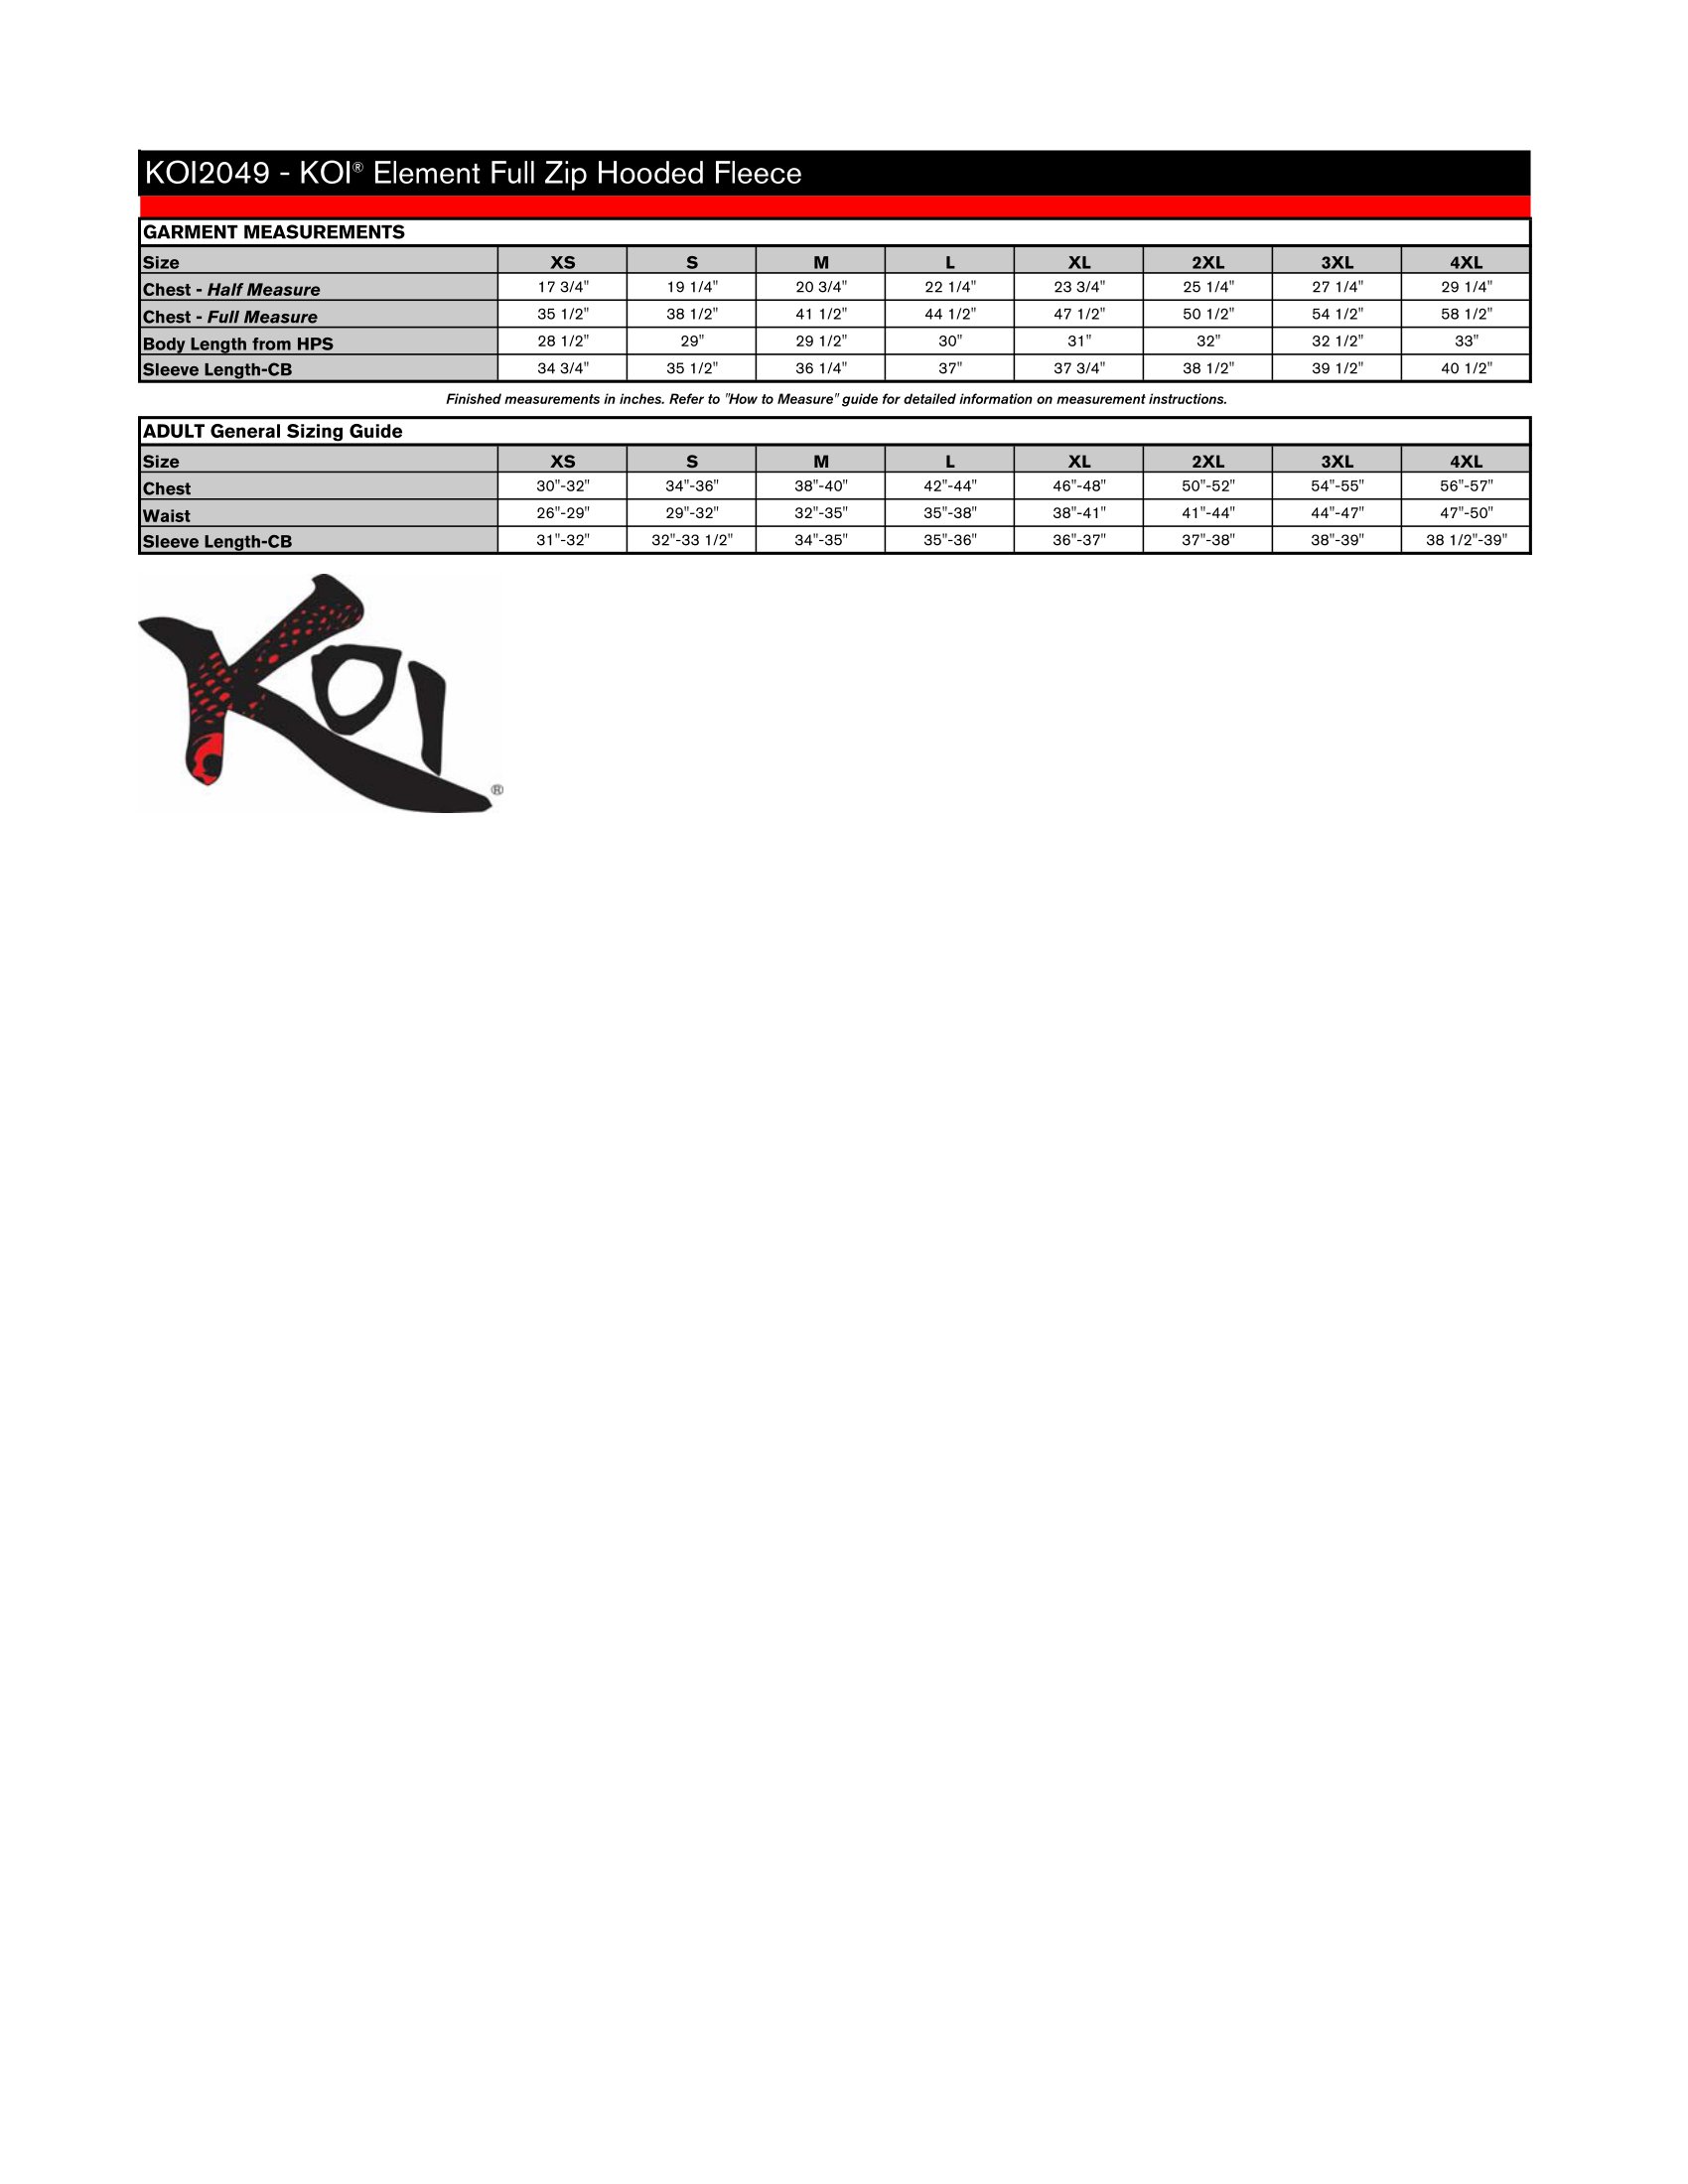 KOI2049 - KOI® Element Full Zip Hooded Fleece
GARMENT MEASUREMENTS
Size XS S M L XL 2XL 3XL 4XL
Chest - Half Measure 17 3/4" 19 1/4" 20 3/4" 22 1/4" 23 3/4" 25 1/4" 27 1/4" 29 1/4"
Chest - Full Measure 35 1/2" 38 1/2" 41 1/2" 44 1/2" 47 1/2" 50 1/2" 54 1/2" 58 1/2"
Body Length from HPS 28 1/2" 29" 29 1/2" 30" 31" 32" 32 1/2" 33"
Sleeve Length-CB 34 3/4" 35 1/2" 36 1/4" 37" 37 3/4" 38 1/2" 39 1/2" 40 1/2"
Finished measurements in inches. Refer to "How to Measure" guide for detailed information on measurement instructions.
ADULT General Sizing Guide
Size XS S M L XL 2XL 3XL 4XL
Chest 30"-32" 34"-36" 38"-40" 42"-44" 46"-48" 50"-52" 54"-55" 56"-57"
Waist 26"-29" 29"-32" 32"-35" 35"-38" 38"-41" 41"-44" 44"-47" 47"-50"
Sleeve Length-CB 31"-32" 32"-33 1/2" 34"-35" 35"-36" 36"-37" 37"-38" 38"-39" 38 1/2"-39"
KOI®